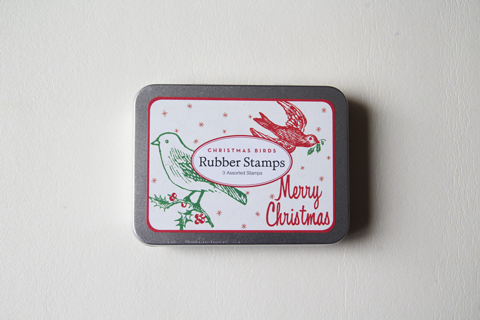 CHRISTMAS BIRDS
Rubber Stamps
3 Assorted Stamps
Merry
Christmas